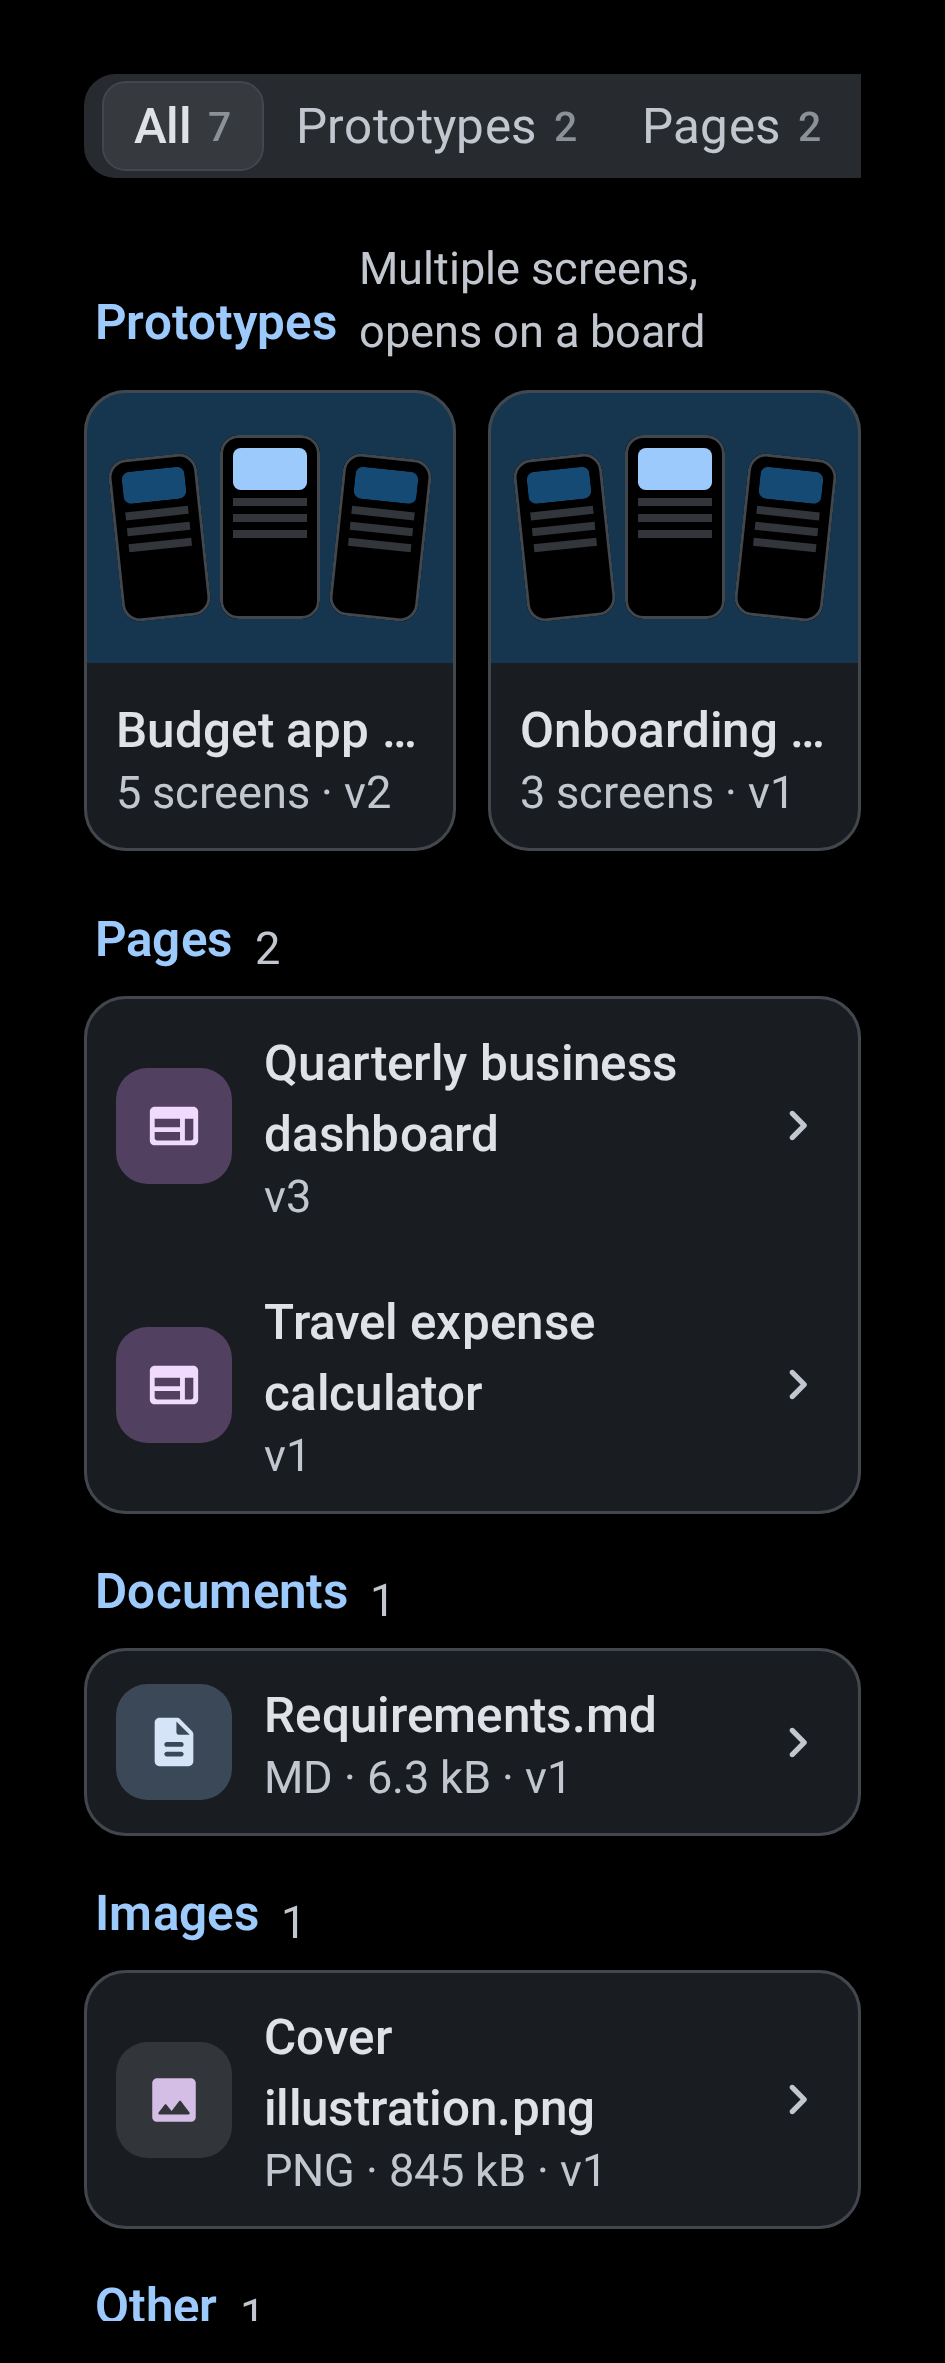 All 7 Prototypes 2 Pages 2
Prototypes Multiple screens,
opens on a board
Budget app …
5 screens · v2
Onboarding …
3 screens · v1
Pages 2
Quarterly business
dashboard
v3
Travel expense
calculator
v1
Documents 1
Requirements.md
MD · 6.3 kB · v1
Images 1
Cover
illustration.png
PNG · 845 kB · v1
Other 1